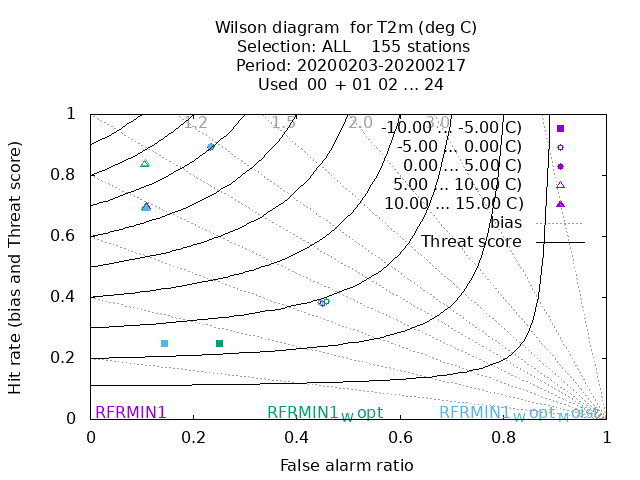 Wilson diagram  for T2m (deg C)
Selection: ALL    155 stations
Period: 20200203-20200217
Used  00 + 01 02 ... 24
1.2 1.5 2.0 3.0
-10.00 ... -5.00 C)
-5.00 ... 0.00 C)
0.00 ... 5.00 C)
5.00 ... 10.00 C)
10.00 ... 15.00 C)
bias
Threat score
Hit rate (bias and Threat score)
1
0.8
0.6
0.4
0.2
0
RFRMIN1 RFRMIN1_W opt RFRMIN1_W opt_M
0 0.2 0.4 0.6 0.8 1
False alarm ratio